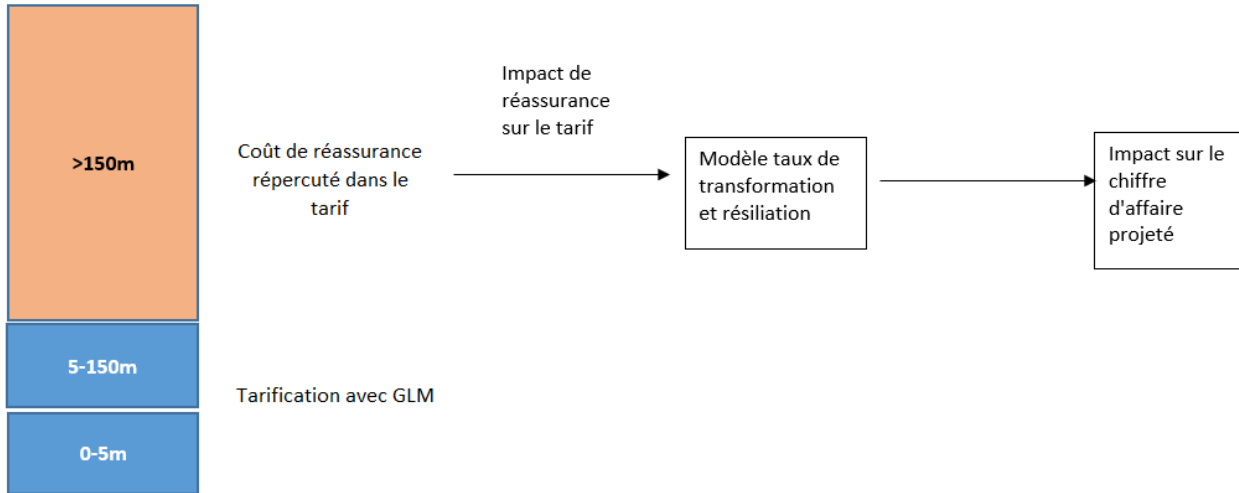 >150m
Coût de réassurance
répercuté dans le
tarif
Impact de
réassurance
sur le tarif
Modèle taux de
transformation
et résiliation
Impact sur le
chiffre
d'affaire
projeté
5-150m
Tarification avec GLM
0-5m